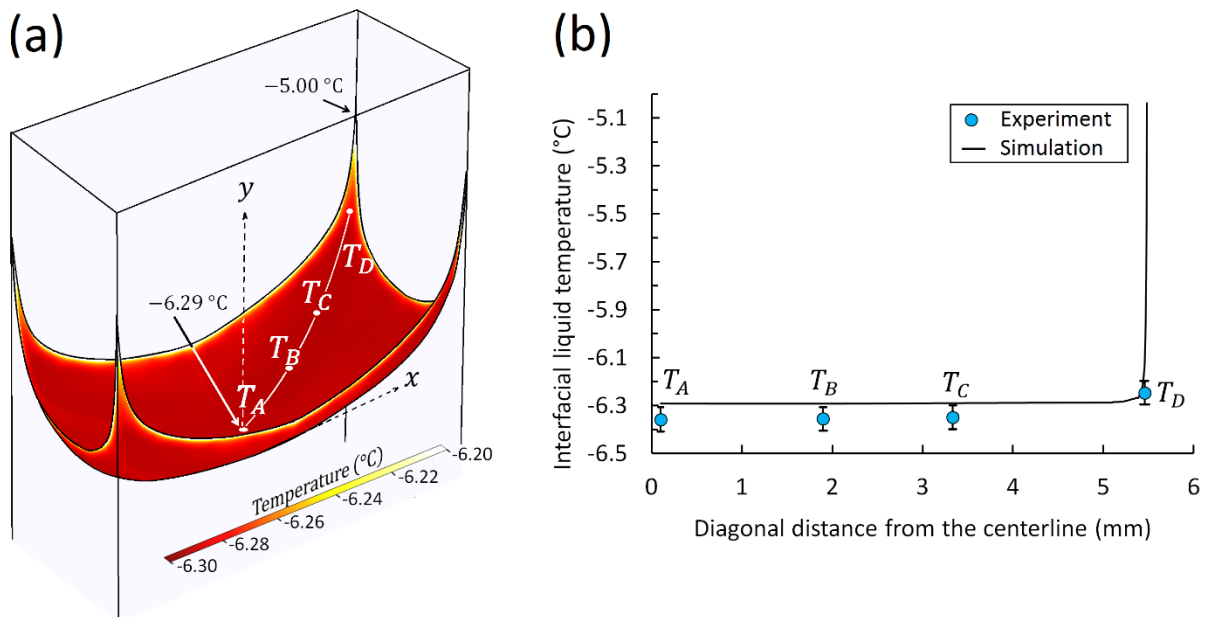 (a)
−5.00 °C
y
T_D
T_C
−6.29 °C
T_B
T_A
x
Temperature (°C)
-6.20
-6.22
-6.24
-6.26
-6.28
-6.30
(b)
Interfacial liquid temperature (°C)
-5.1
-5.3
-5.5
-5.7
-5.9
-6.1
-6.3
-6.5
Experiment
Simulation
T_A T_B T_C T_D
0 1 2 3 4 5 6
Diagonal distance from the centerline (mm)